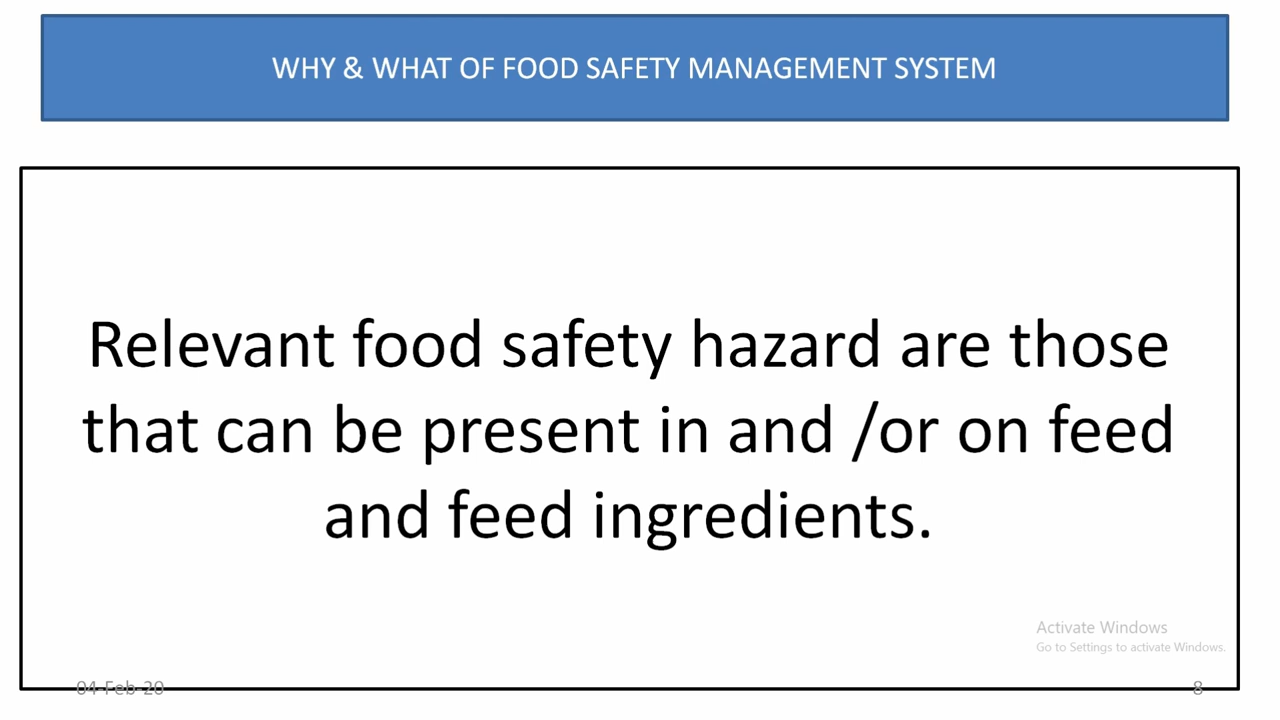 WHY & WHAT OF FOOD SAFETY MANAGEMENT SYSTEM
Relevant food safety hazard are those
that can be present in and /or on feed
and feed ingredients.
Activate Windows
Go to Settings to activate Windows.
04-Feb-20
8